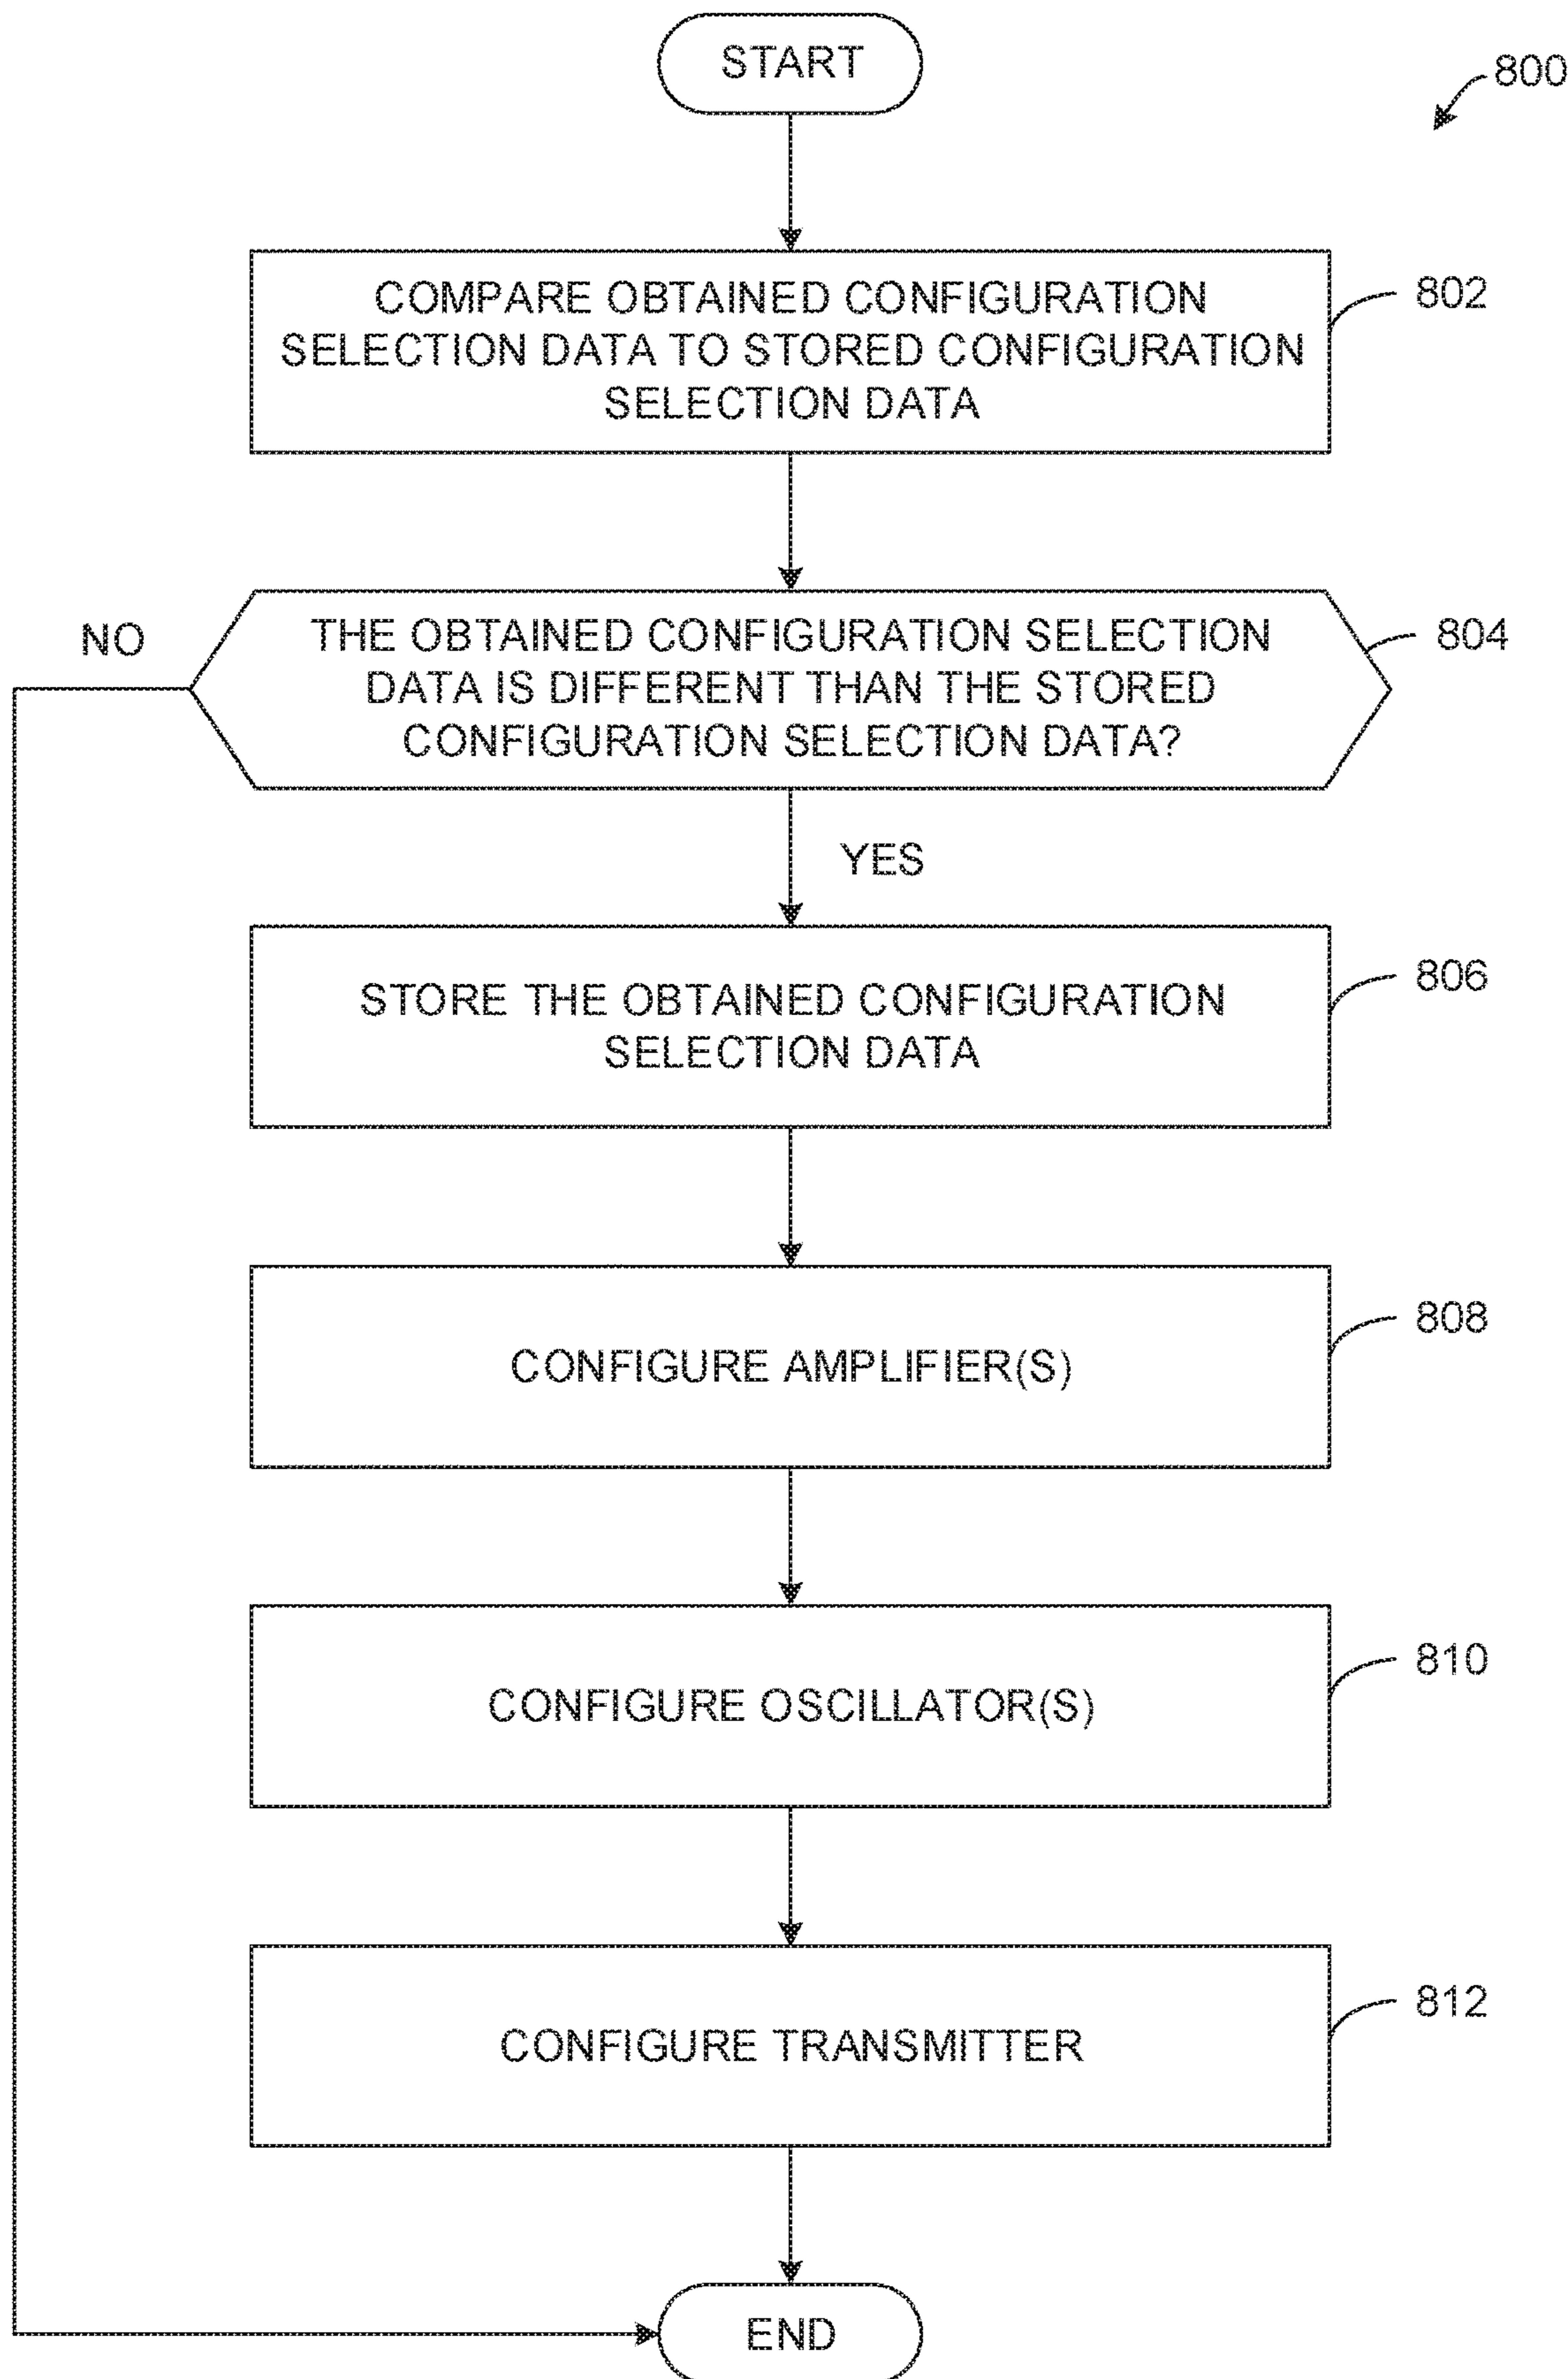 START
800
COMPARE OBTAINED CONFIGURATION
SELECTION DATA TO STORED CONFIGURATION
SELECTION DATA
802
NO
THE OBTAINED CONFIGURATION SELECTION
DATA IS DIFFERENT THAN THE STORED
CONFIGURATION SELECTION DATA?
804
YES
STORE THE OBTAINED CONFIGURATION
SELECTION DATA
806
CONFIGURE AMPLIFIER(S)
808
CONFIGURE OSCILLATOR(S)
810
CONFIGURE TRANSMITTER
812
END